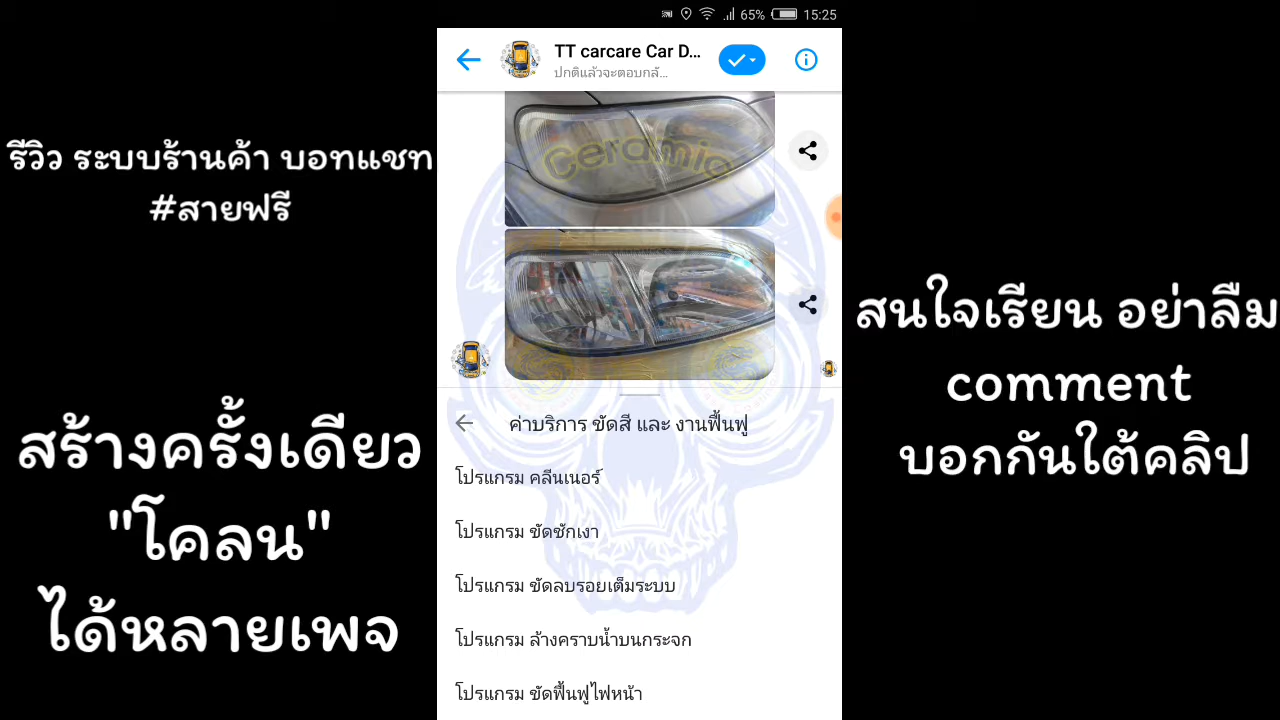 65% 15:25
TT carcare Car D...
ปกติแล้วจะตอบกลั...
รีวิว ระบบร้านค้า บอทแชท
#สายฟรี
Ceramic
สร้างครั้งเดียว
"โคลน"
ได้หลายเพจ
สนใจเรียน อย่าลืม
comment
บอกกันใต้คลิป
ค่าบริการ ขัดสี และ งานฟื้นฟู
โปรแกรม คลีนเนอร์
โปรแกรม ขัดชักเงา
โปรแกรม ขัดลบรอยเต็มระบบ
โปรแกรม ล้างคราบน้ำบนกระจก
โปรแกรม ขัดฟื้นฟูไฟหน้า